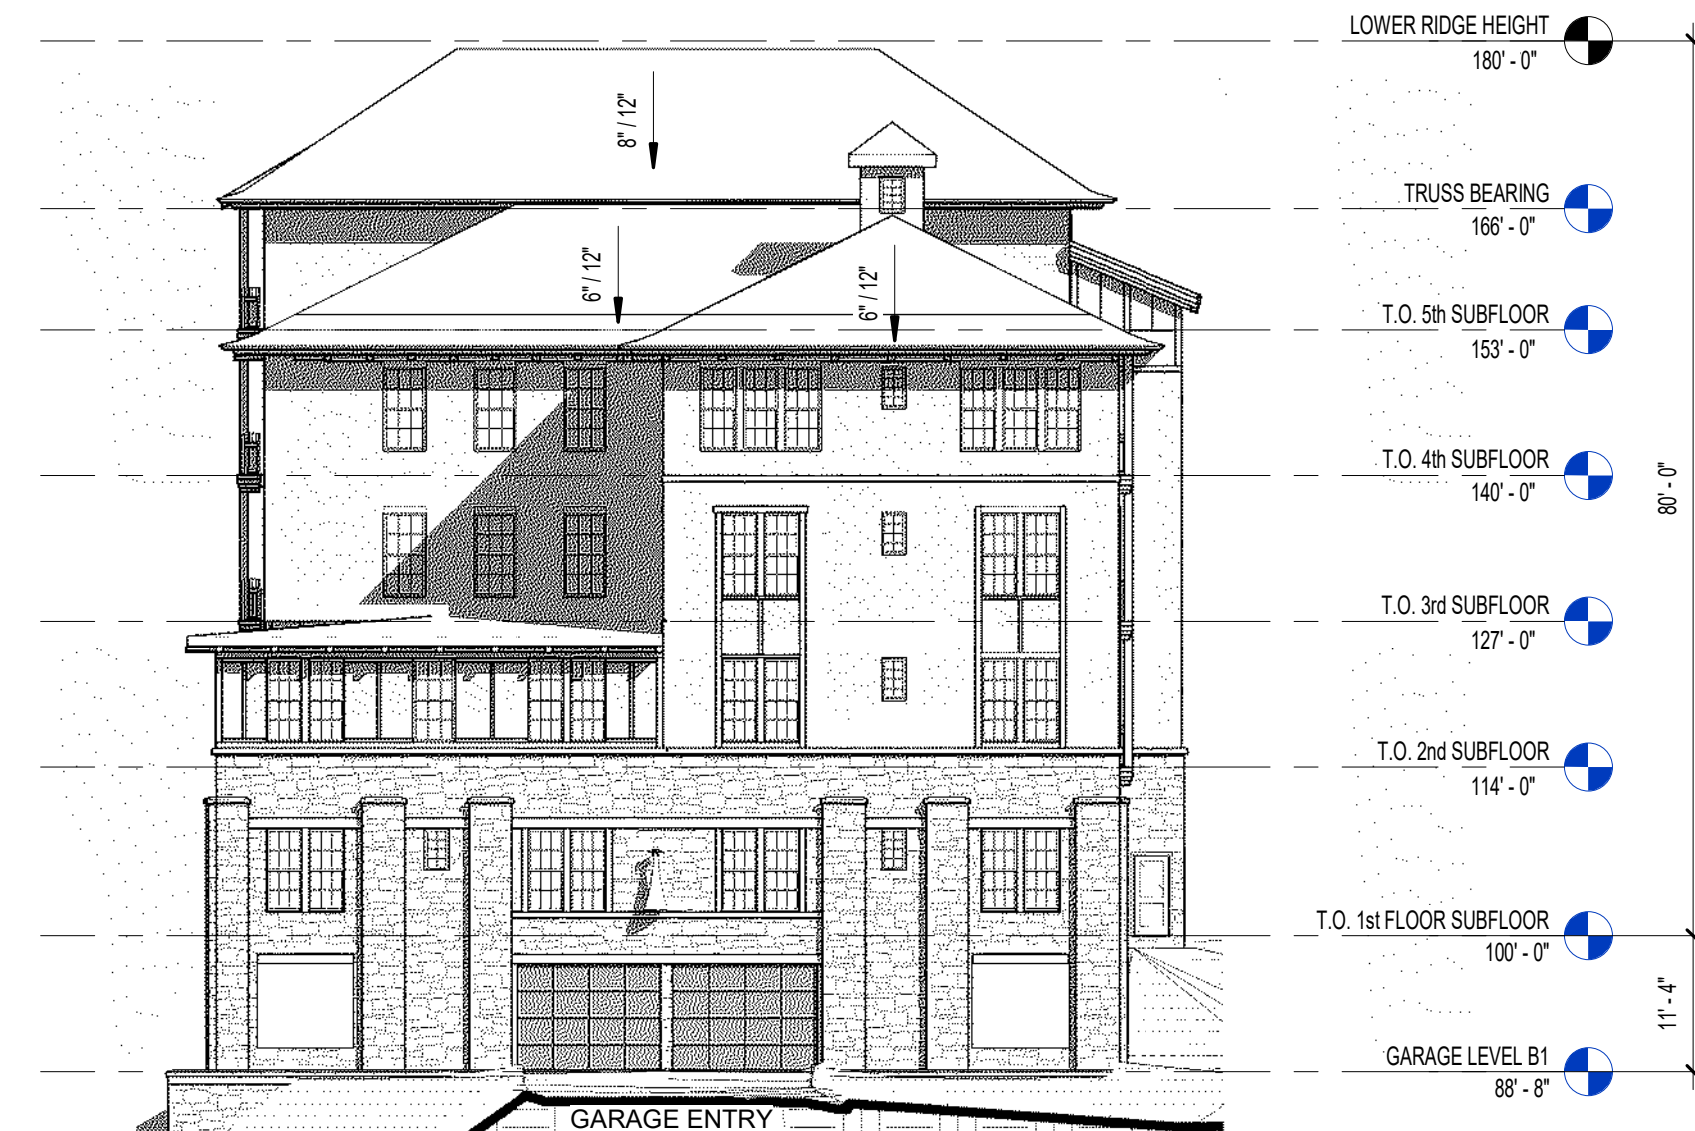 LOWER RIDGE HEIGHT
180' - 0"
8" / 12"
TRUSS BEARING
166' - 0"
6" / 12"
6" / 12"
T.O. 5th SUBFLOOR
153' - 0"
T.O. 4th SUBFLOOR
140' - 0"
80' - 0"
T.O. 3rd SUBFLOOR
127' - 0"
T.O. 2nd SUBFLOOR
114' - 0"
T.O. 1st FLOOR SUBFLOOR
100' - 0"
11' - 4"
GARAGE LEVEL B1
88' - 8"
GARAGE ENTRY